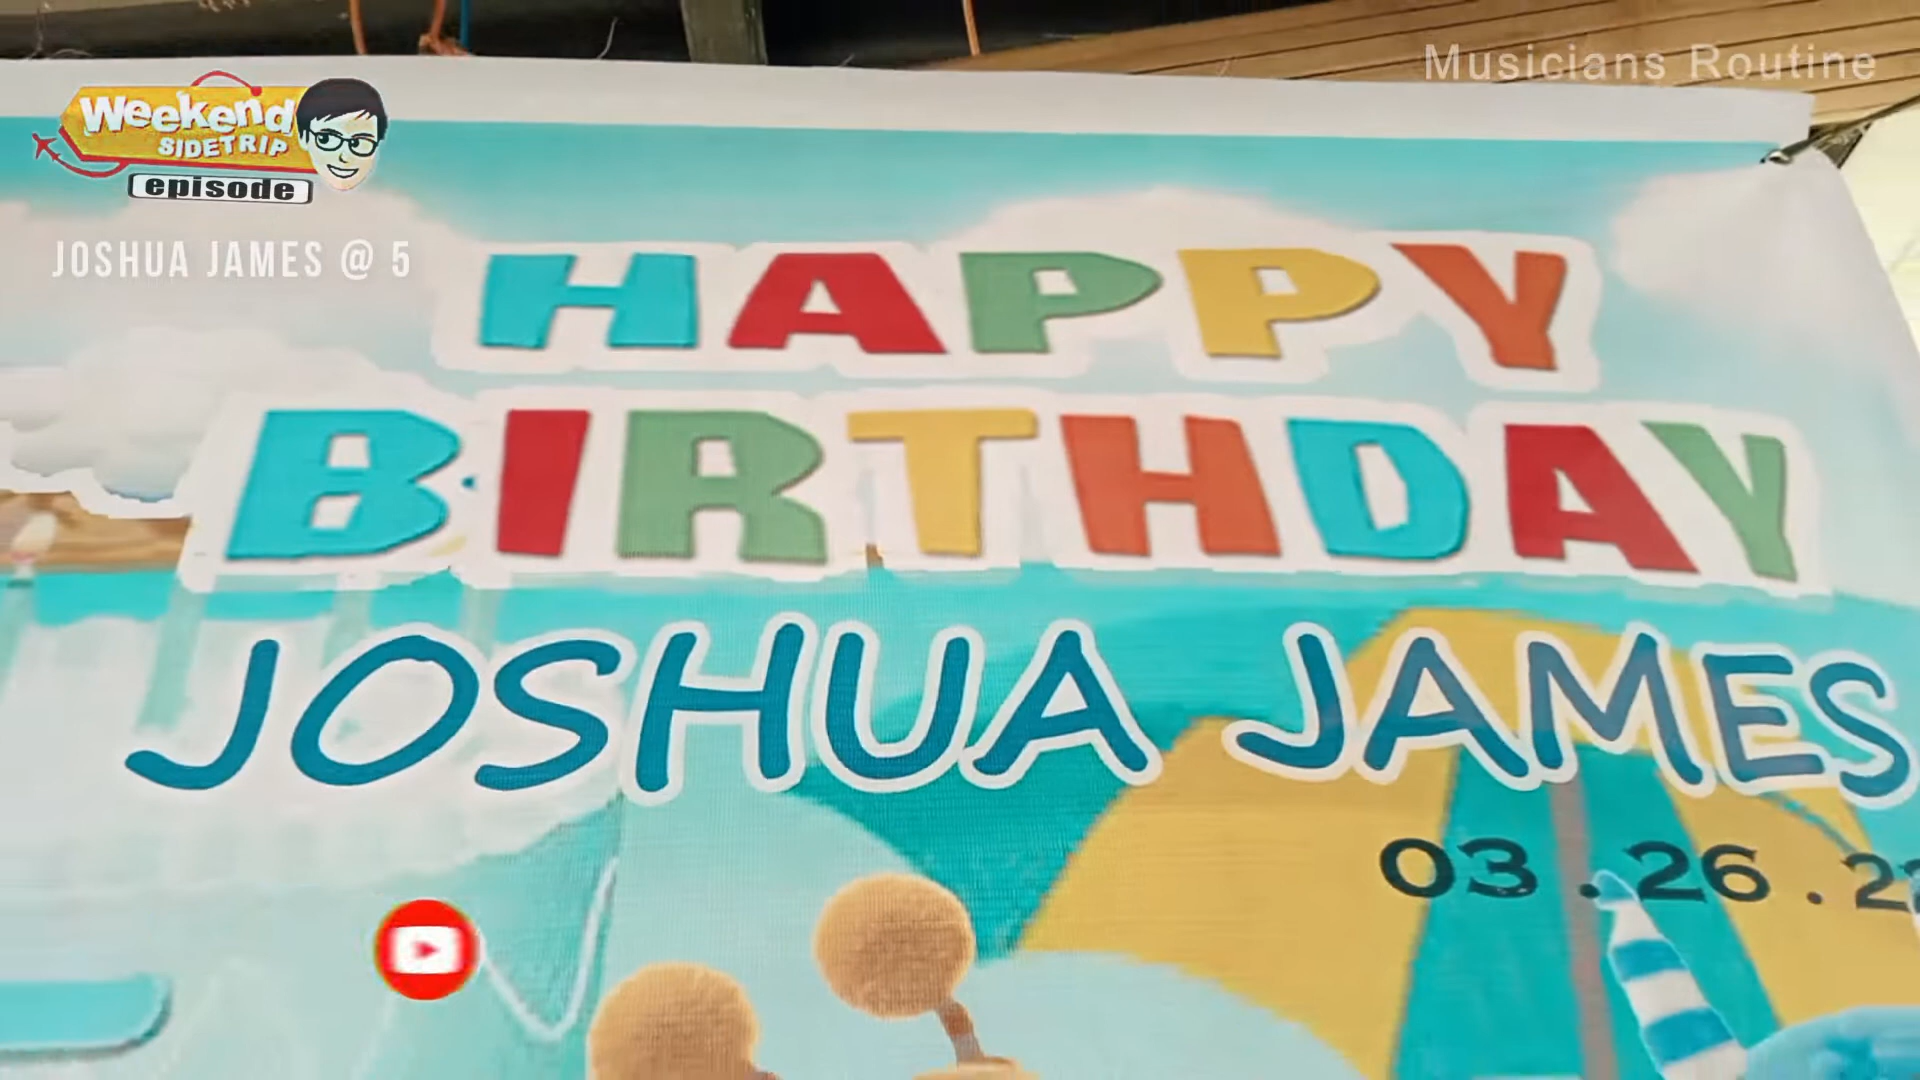 Musicians Routine
Weekend
SIDETRIP
episode
JOSHUA JAMES @ 5
HAPPY
BIRTHDAY
JOSHUA JAMES
03.26.